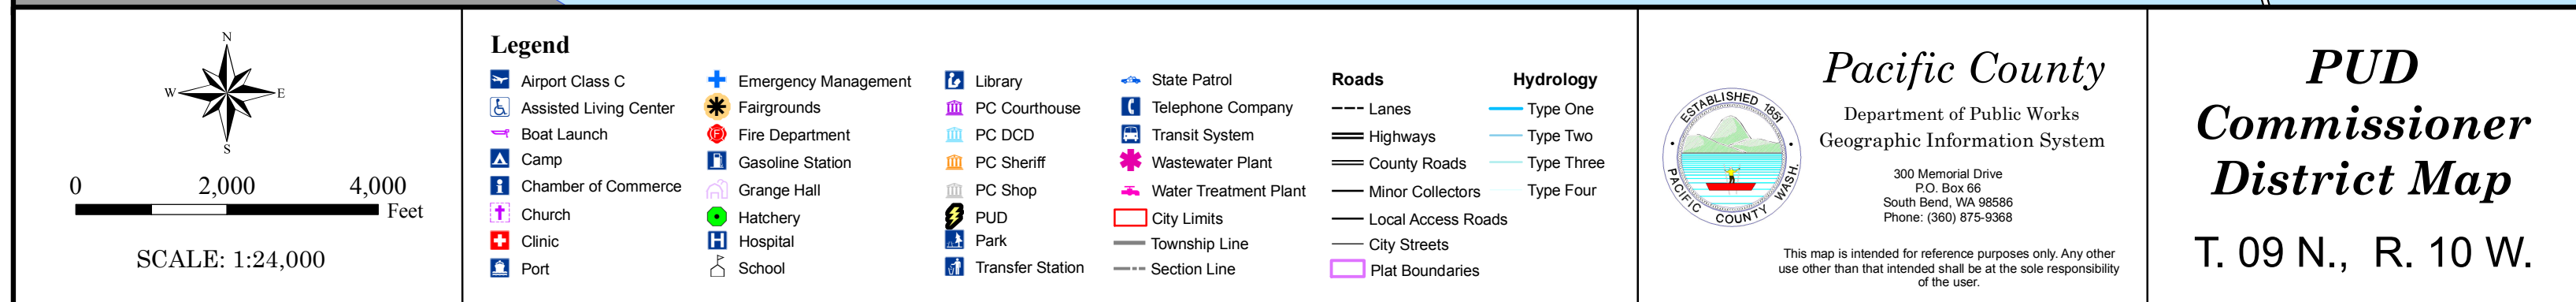 N
W
E
S
0 2,000 4,000
Feet
SCALE: 1:24,000
Legend
Airport Class C
Assisted Living Center
Boat Launch
Camp
Chamber of Commerce
Church
Clinic
Port
Emergency Management
Fairgrounds
Fire Department
Gasoline Station
Grange Hall
Hatchery
Hospital
School
Library
PC Courthouse
PC DCD
PC Sheriff
PC Shop
PUD
Park
Transfer Station
State Patrol
Telephone Company
Transit System
Wastewater Plant
Water Treatment Plant
City Limits
Township Line
Section Line
Roads
Lanes
Highways
County Roads
Minor Collectors
Local Access Roads
City Streets
Plat Boundaries
Hydrology
Type One
Type Two
Type Three
Type Four
ESTABLISHED 1851
PACIFIC COUNTY WASH.
Pacific County
Department of Public Works
Geographic Information System
300 Memorial Drive
P.O. Box 66
South Bend, WA 98586
Phone: (360) 875-9368
This map is intended for reference purposes only. Any other
use other than that intended shall be at the sole responsibility
of the user.
PUD
Commissioner
District Map
T. 09 N., R. 10 W.